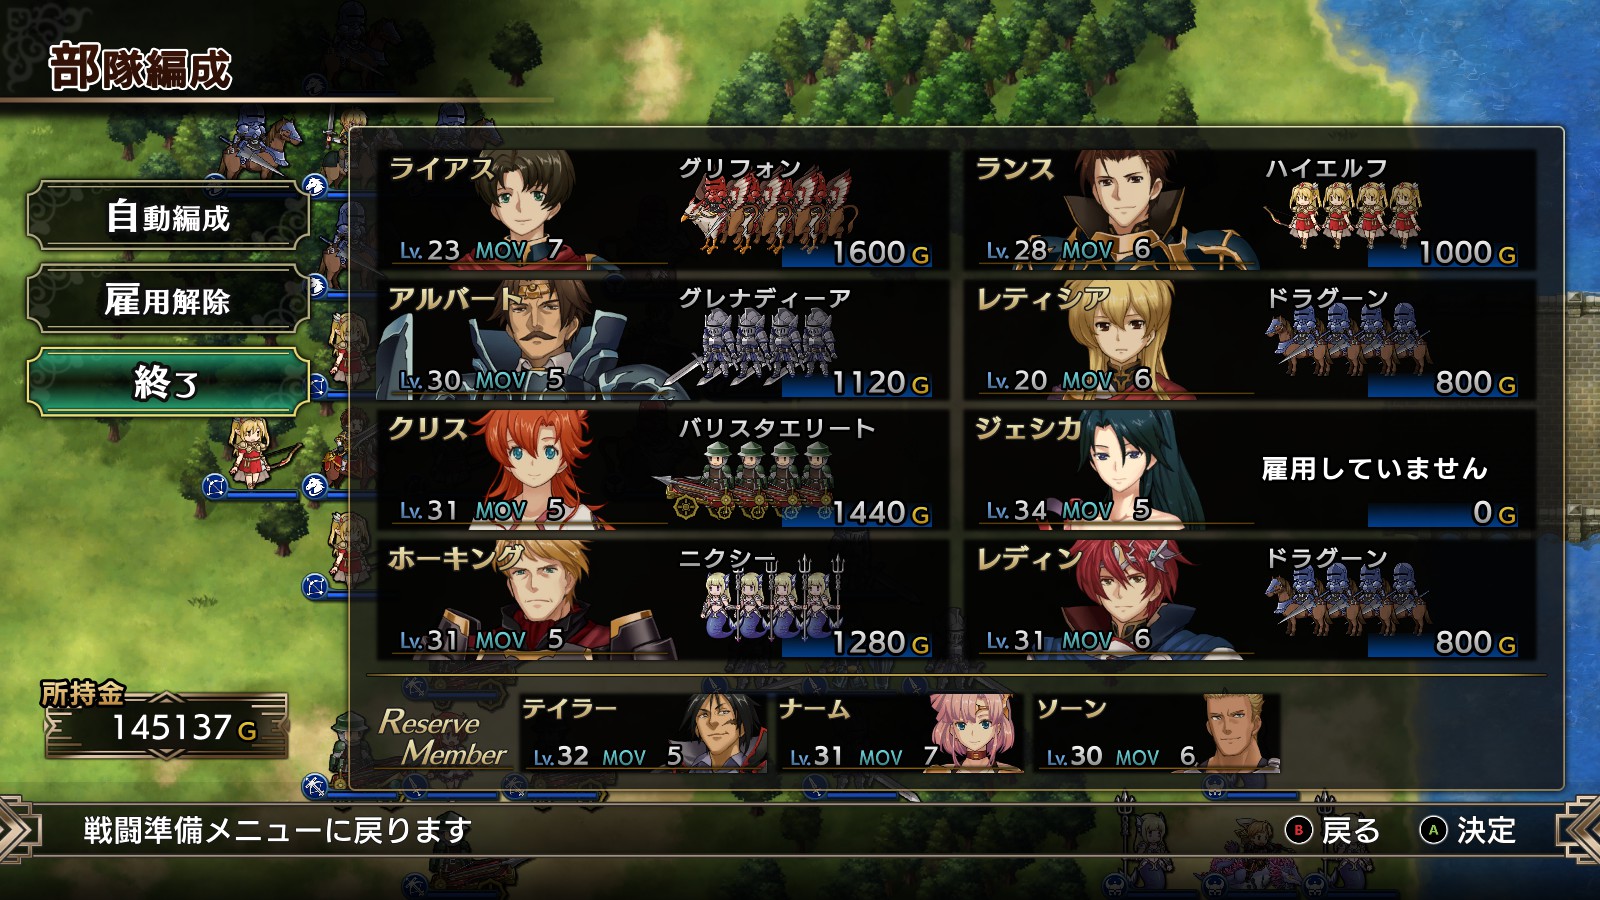 部隊編成
自動編成
雇用解除
終了
所持金
145137 G
ライアス
Lv.23 MOV 7
グリフォン
1600 G
ランス
Lv.28 MOV 6
ハイエルフ
1000 G
アルバート
Lv.30 MOV 5
グレナディーア
1120 G
レティシア
Lv.20 MOV 6
ドラグーン
800 G
クリス
Lv.31 MOV 5
バリスタエリート
1440 G
ジェシカ
Lv.34 MOV 5
雇用していません
0 G
ホーキング
Lv.31 MOV 5
ニクシー
1280 G
レディン
Lv.31 MOV 6
ドラグーン
800 G
Reserve
Member
テイラー
Lv.32 MOV 5
ナーム
Lv.31 MOV 7
ソーン
Lv.30 MOV 6
戦闘準備メニューに戻ります
B 戻る A 決定